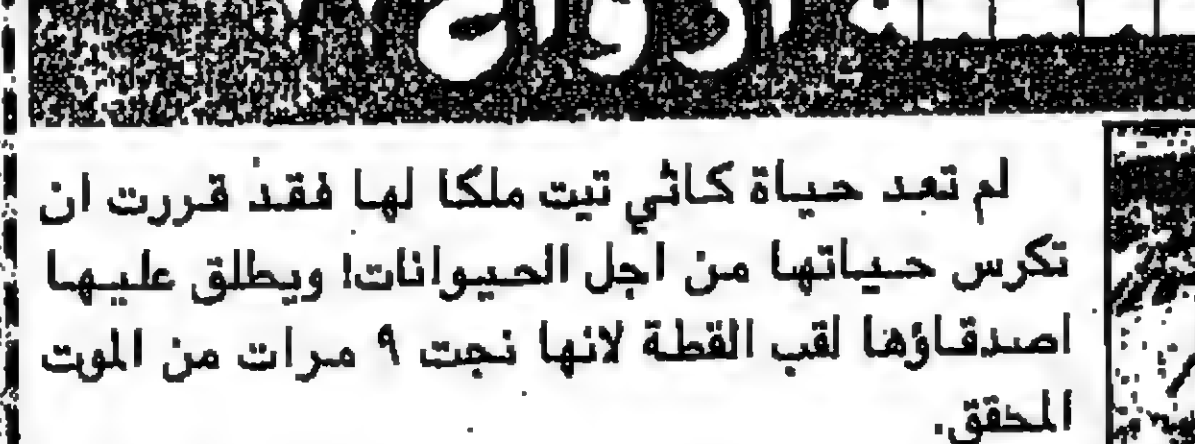 أرواح
لم تعد حياة كاثي تيت ملكا لها فقد قررت ان
تكرس حياتها من اجل الحيوانات! ويطلق عليها
اصدقاؤها لقب القطة لانها نجت ٩ مرات من الموت
المحقق.